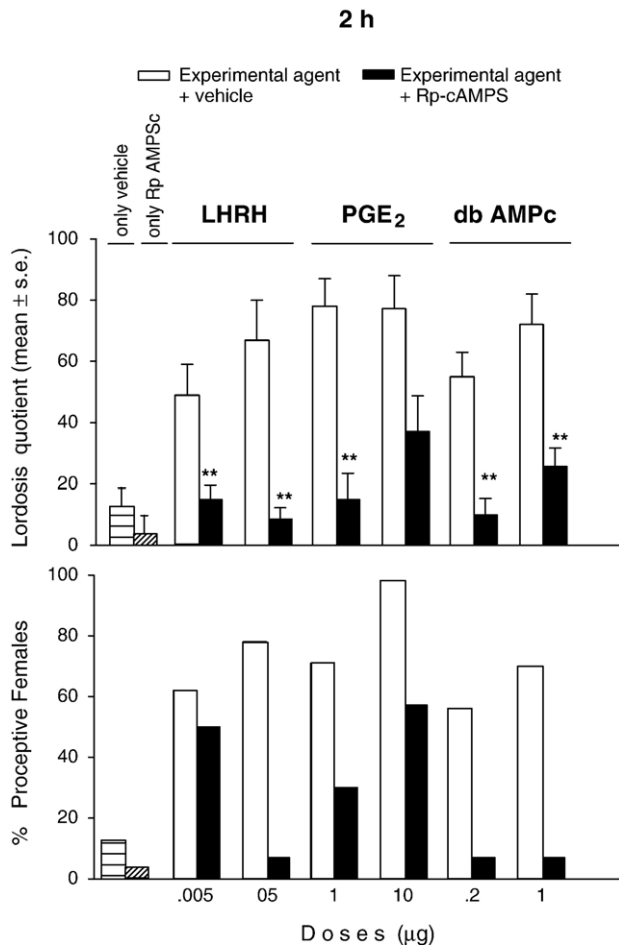 2 h
Experimental agent
+ vehicle
Experimental agent
+ Rp-cAMPS
only vehicle
only Rp AMPSc
LHRH
PGE2
db AMPc
Lordosis quotient (mean ± s.e.)
100
80
60
40
20
0
**
**
**
**
**
% Proceptive Females
100
80
60
40
20
0
.005
05
1
10
.2
1
Doses (µg)